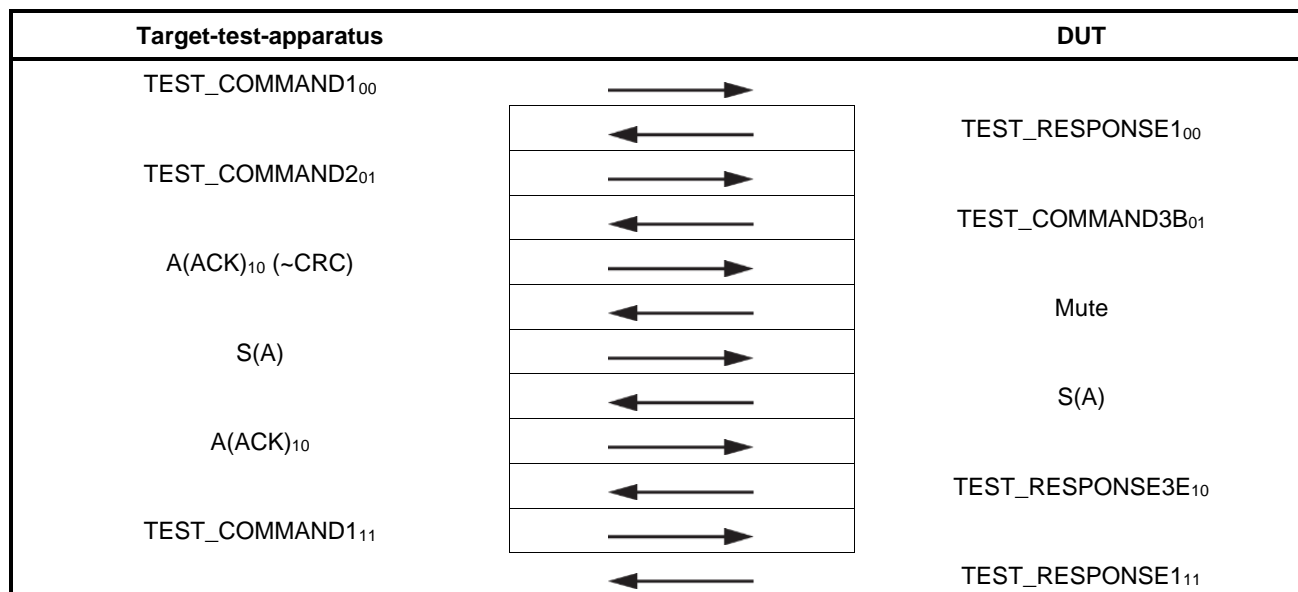 Target-test-apparatus DUT
TEST_COMMAND1₀₀
TEST_RESPONSE1₀₀
TEST_COMMAND2₀₁
TEST_COMMAND3B₀₁
A(ACK)₁₀ (~CRC)
Mute
S(A)
S(A)
A(ACK)₁₀
TEST_RESPONSE3E₁₀
TEST_COMMAND1₁₁
TEST_RESPONSE1₁₁